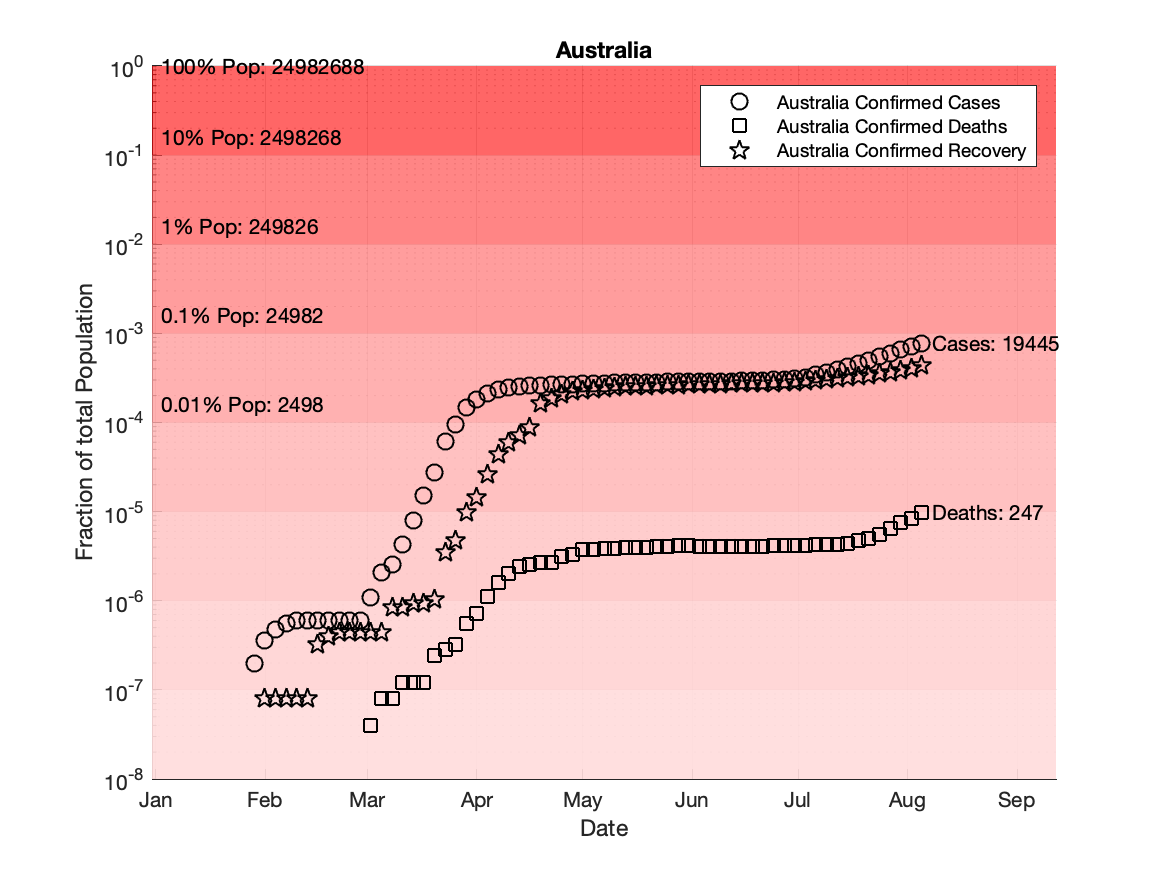 Australia
10^0
100% Pop: 24982688
Australia Confirmed Cases
Australia Confirmed Deaths
Australia Confirmed Recovery
10% Pop: 2498268
10^-1
1% Pop: 249826
10^-2
0.1% Pop: 24982
10^-3
Cases: 19445
0.01% Pop: 2498
10^-4
10^-5
Deaths: 247
10^-6
10^-7
10^-8
Fraction of total Population
Jan Feb Mar Apr May Jun Jul Aug Sep
Date